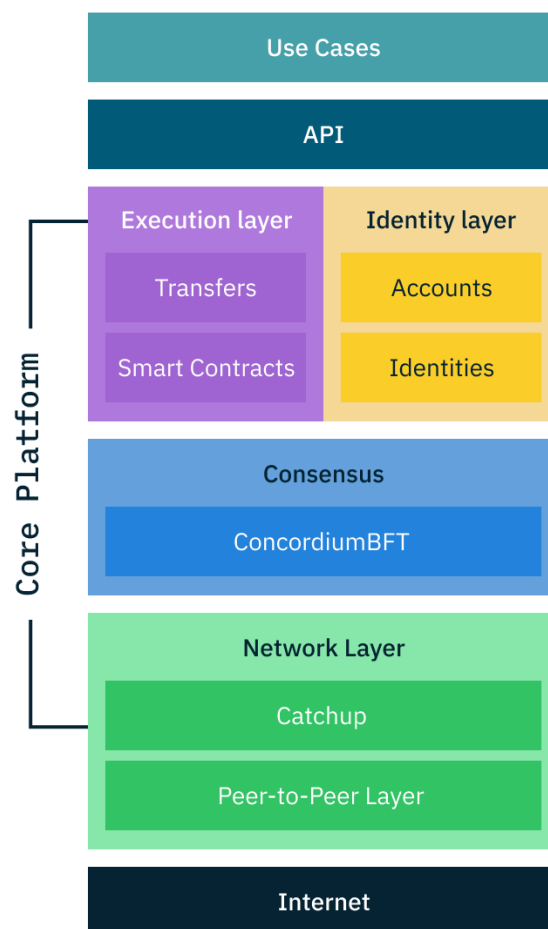 Use Cases
API
Execution layer
Transfers
Smart Contracts
Identity layer
Accounts
Identities
Core Platform
Consensus
ConcordiumBFT
Network Layer
Catchup
Peer-to-Peer Layer
Internet